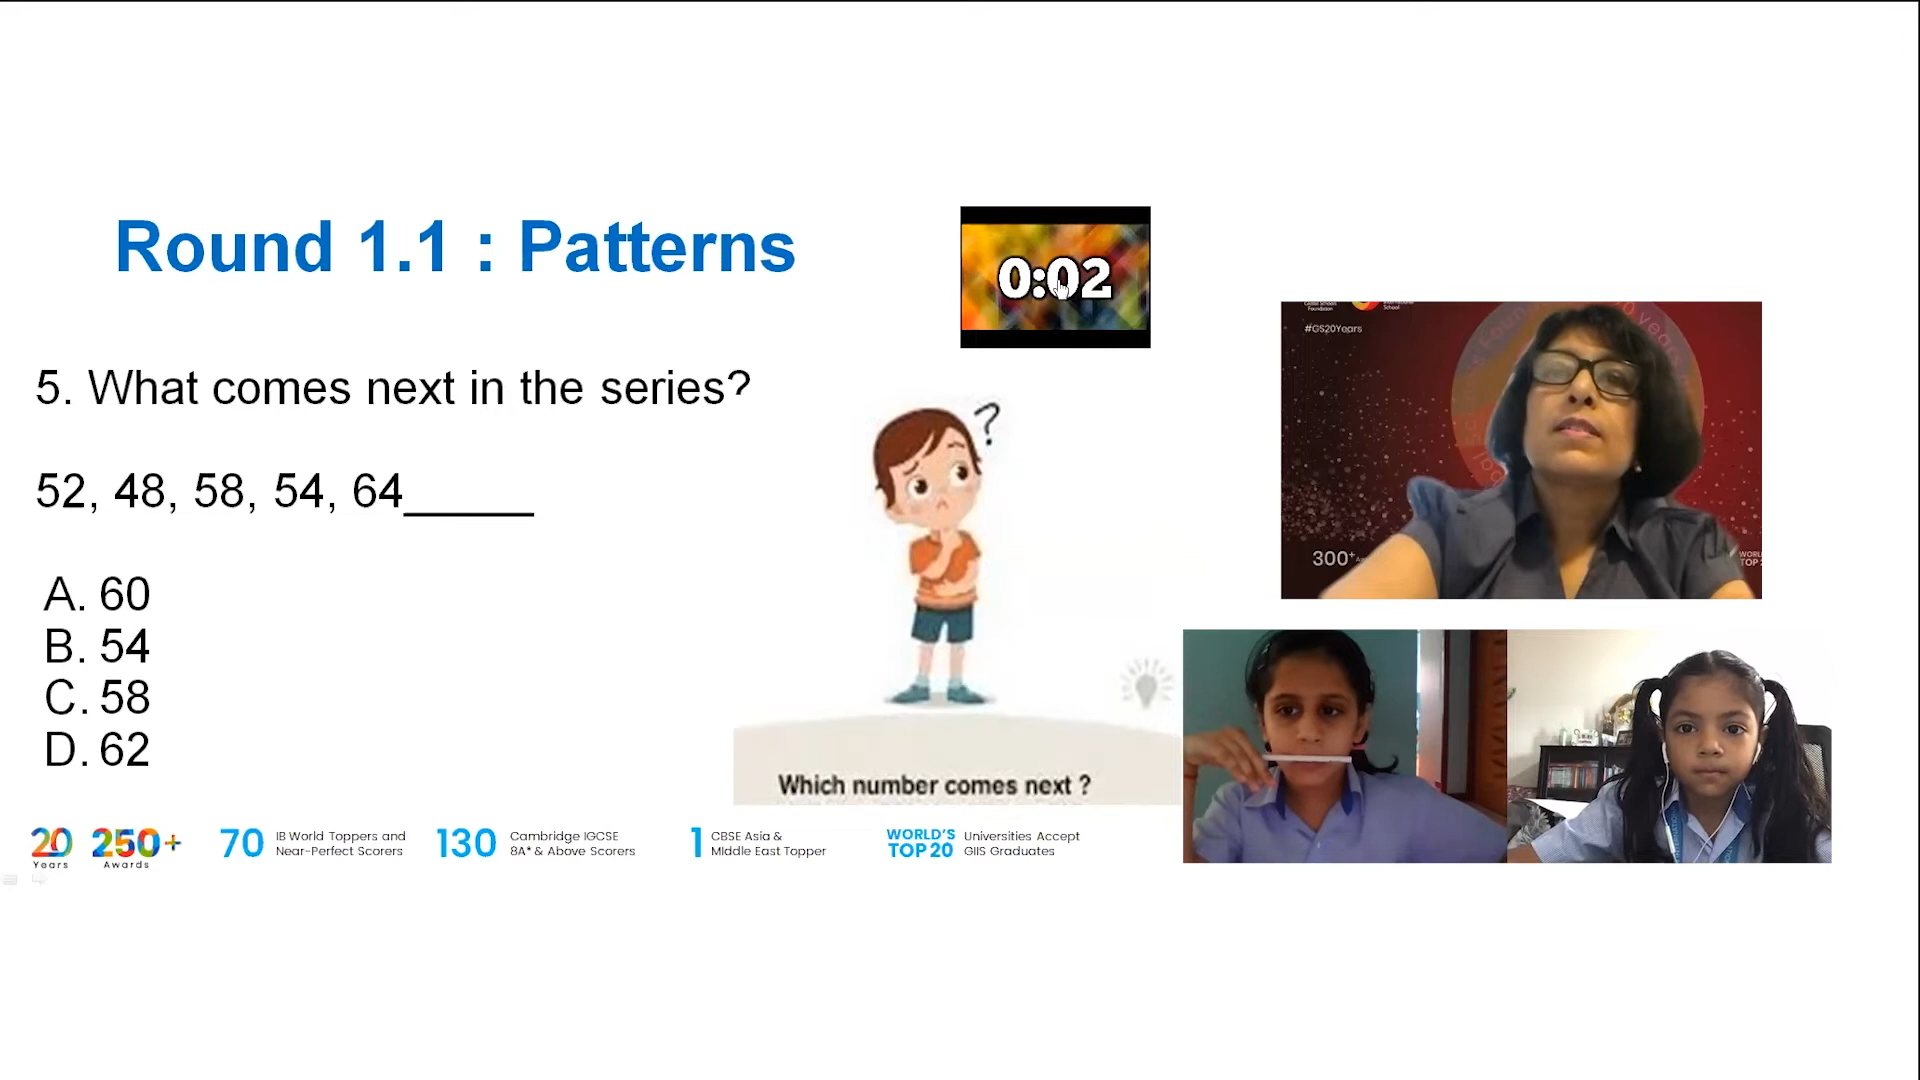 Round 1.1 : Patterns
0:02
5. What comes next in the series?
52, 48, 58, 54, 64_____
A. 60
B. 54
C. 58
D. 62
?
Which number comes next ?
#GS20Years
300+
WORL
TOP 2
20 Years
250+ Awards
70 IB World Toppers and
Near-Perfect Scorers
130 Cambridge IGCSE
8A* & Above Scorers
1 CBSE Asia &
Middle East Topper
WORLD'S
TOP 20
Universities Accept
GIIS Graduates